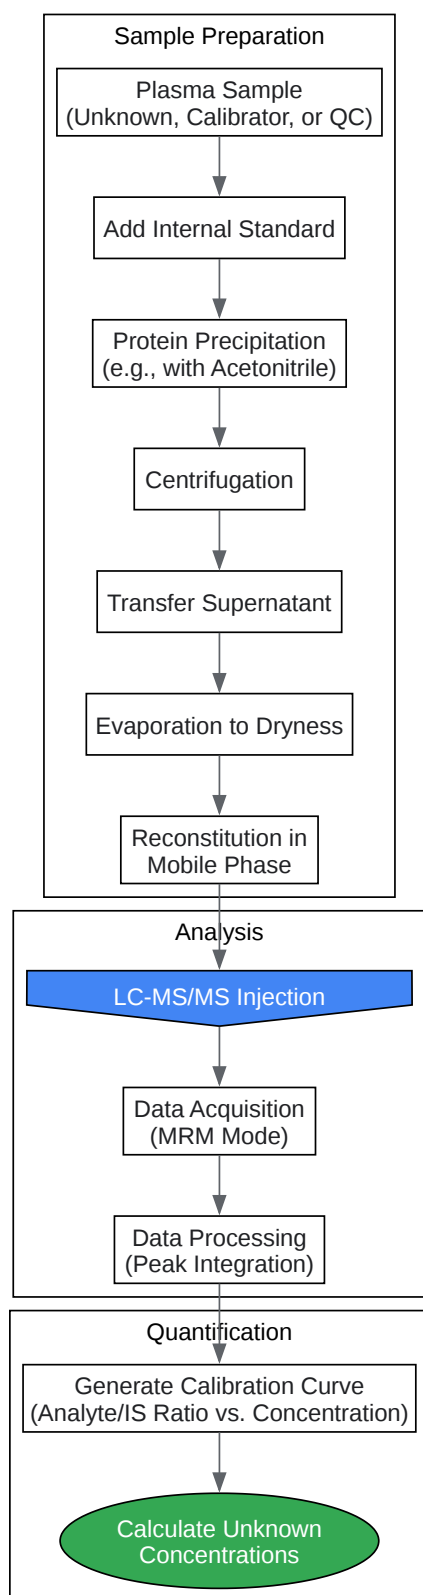 Sample Preparation
Plasma Sample
(Unknown, Calibrator, or QC)
Add Internal Standard
Protein Precipitation
(e.g., with Acetonitrile)
Centrifugation
Transfer Supernatant
Evaporation to Dryness
Reconstitution in
Mobile Phase
Analysis
LC-MS/MS Injection
Data Acquisition
(MRM Mode)
Data Processing
(Peak Integration)
Quantification
Generate Calibration Curve
(Analyte/IS Ratio vs. Concentration)
Calculate Unknown
Concentrations